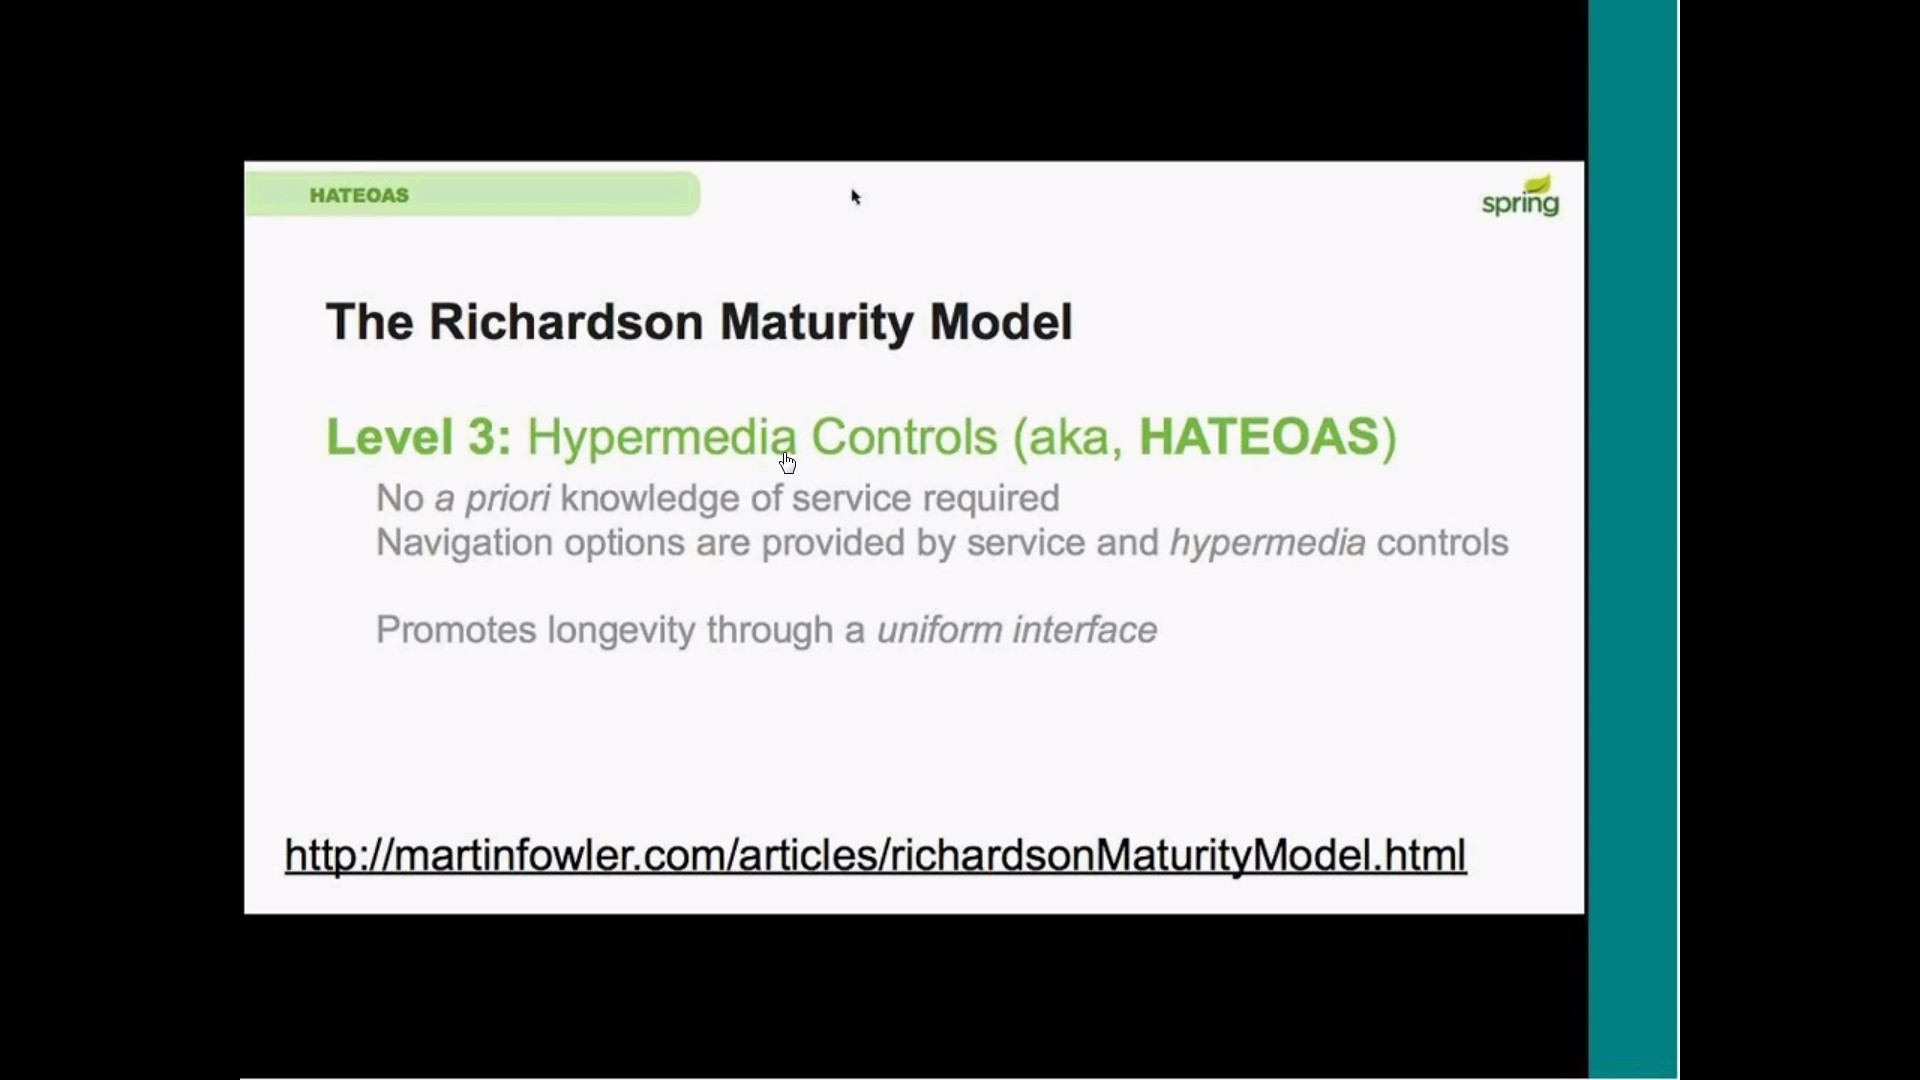 HATEOAS
spring
The Richardson Maturity Model
Level 3: Hypermedia Controls (aka, HATEOAS)
No a priori knowledge of service required
Navigation options are provided by service and hypermedia controls
Promotes longevity through a uniform interface
http://martinfowler.com/articles/richardsonMaturityModel.html